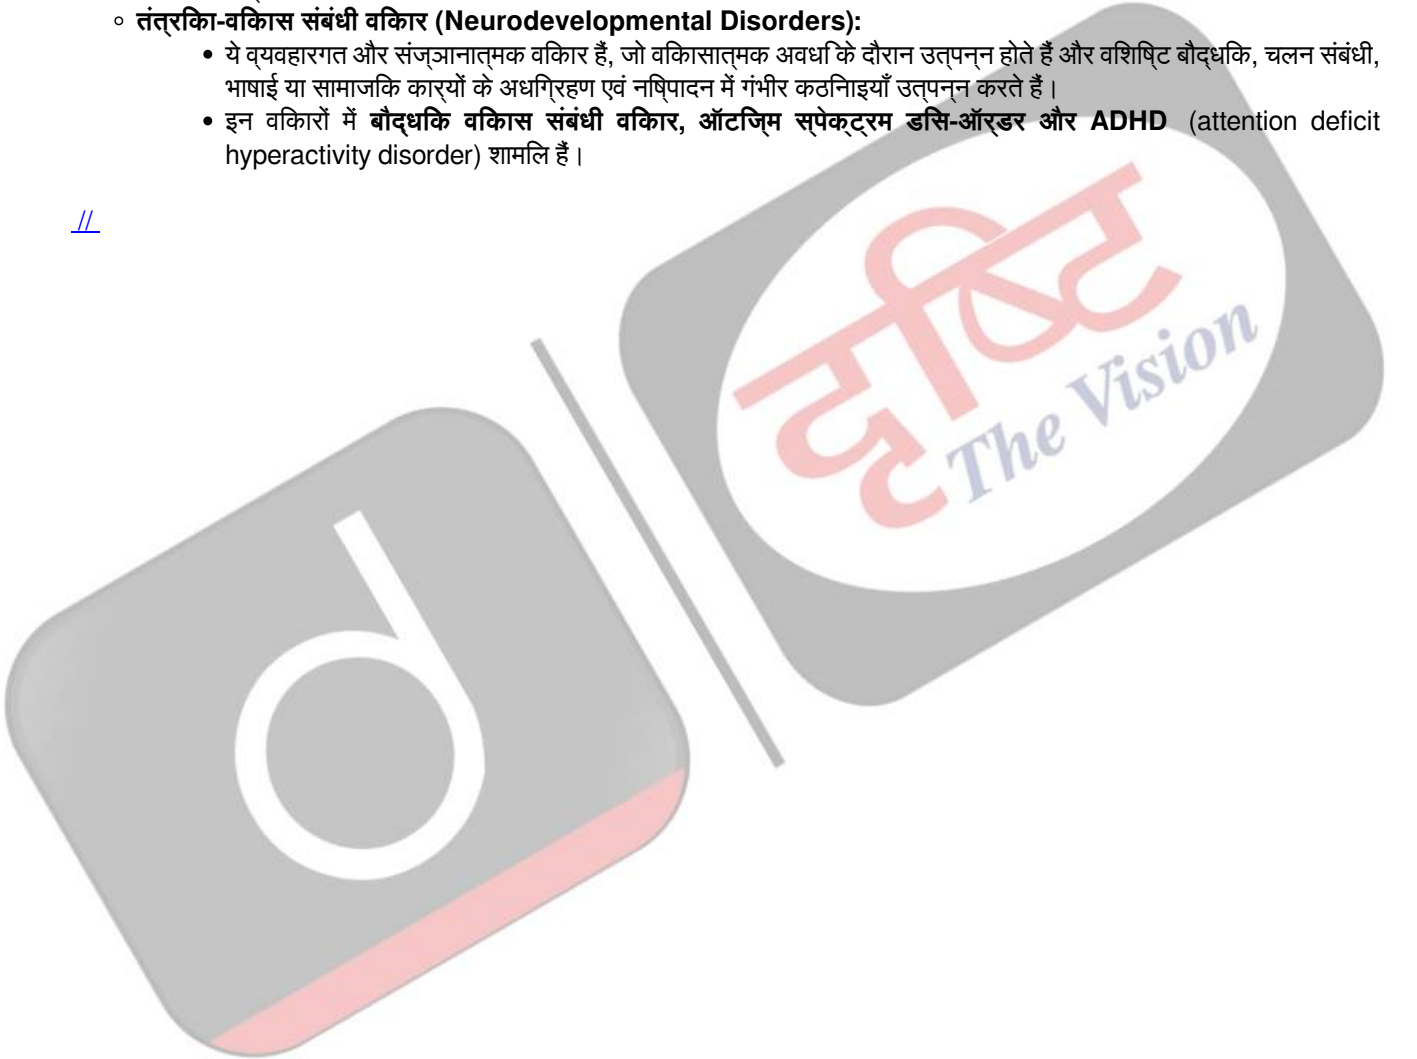 तंत्रिका-विकास संबंधी विकार (Neurodevelopmental Disorders):
ये व्यवहारगत और संज्ञानात्मक विकार हैं, जो विकासात्मक अवधि के दौरान उत्पन्न होते हैं और विशिष्ट बौद्धिक, चलन संबंधी,
भाषाई या सामाजिक कार्यों के अधिग्रहण एवं निष्पादन में गंभीर कठिनाइयाँ उत्पन्न करते हैं।
इन विकारों में बौद्धिक विकास संबंधी विकार, ऑटिज़्म स्पेक्ट्रम डिस-ऑर्डर और ADHD (attention deficit
hyperactivity disorder) शामिल हैं।
//
दृष्टि
The Vision
d